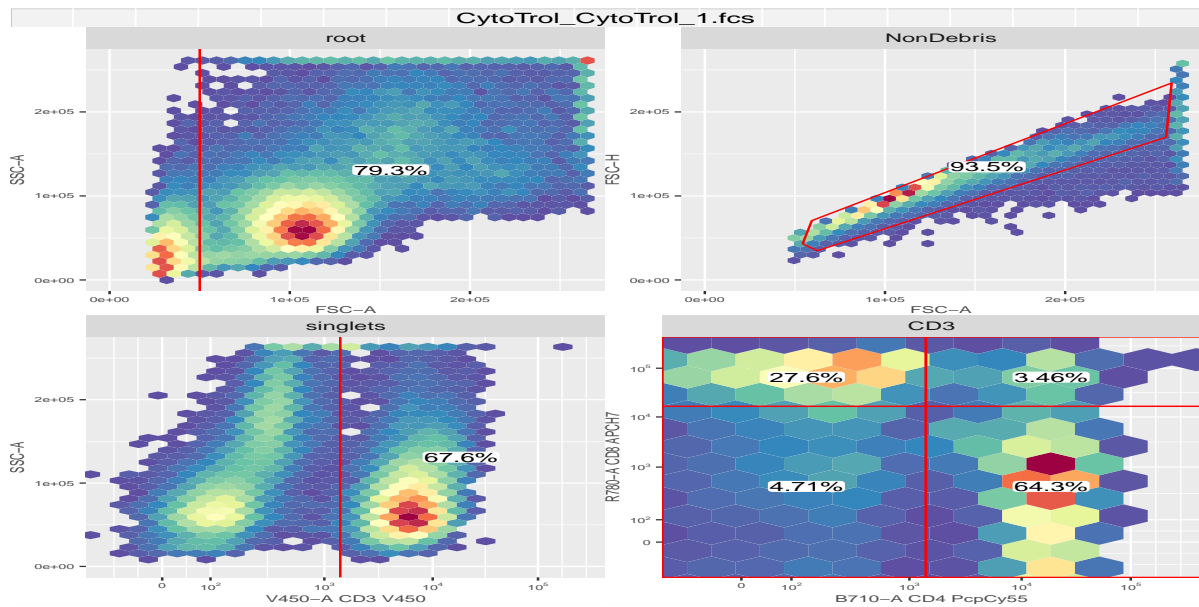 CytoTrol_CytoTrol_1.fcs
root
NonDebris
2e+05
1e+05
0e+00
SSC−A
79.3%
0e+00
1e+05
2e+05
FSC−A
2e+05
1e+05
0e+00
FSC−H
93.5%
0e+00
1e+05
2e+05
FSC−A
singlets
CD3
2e+05
1e+05
0e+00
SSC−A
67.6%
0
10²
10³
10⁴
10⁵
V450−A CD3 V450
10⁵
10⁴
10³
10²
0
R780−A CD8 APCH7
27.6%
3.46%
4.71%
64.3%
0
10²
10³
10⁴
10⁵
B710−A CD4 PcpCy55